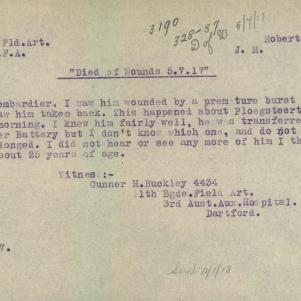 3190
328-87
D of W
6/7/17
Fld.Art.
Robert
F.A.
J. M.
"Died of Wounds 5.7.17"
ombardier. I saw him wounded by a premature burst
aw him taken back. This happened about Ploegsteert
morning. I knew him fairly well, he was transferre
er Battery but I don't know which one, and do not
longed. I did not hear or see any more of him I th
bout 25 years of age.
Witness:-
Gunner H.Buckley 4434
11th Bgde.Field Art.
3rd Aust.Aux.Hospital.
Dartford.
7.